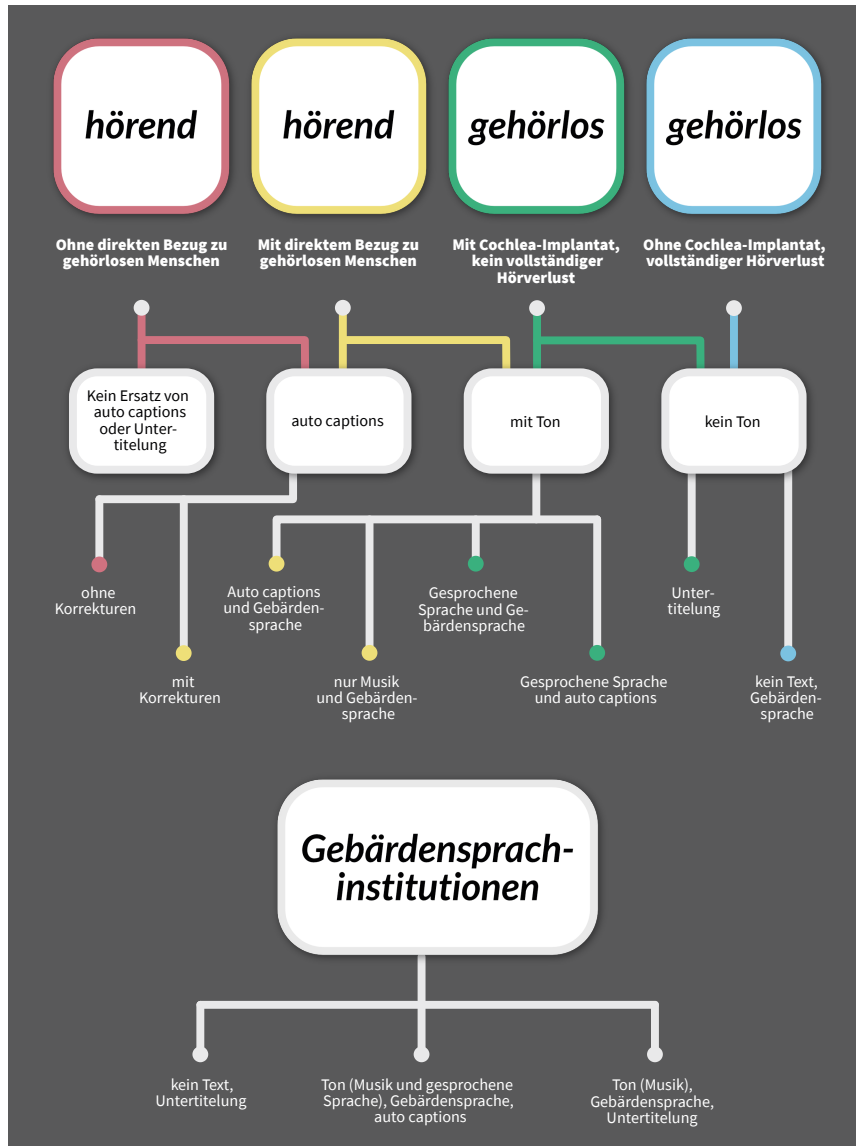 hörend
hörend
gehörlos
gehörlos
Ohne direkten Bezug zu
gehörlosen Menschen
Mit direktem Bezug zu
gehörlosen Menschen
Mit Cochlea-Implantat,
kein vollständiger
Hörverlust
Ohne Cochlea-Implantat,
vollständiger Hörverlust
Kein Ersatz von
auto captions
oder Unter-
titelung
auto captions
mit Ton
kein Ton
ohne
Korrekturen
Auto captions
und Gebärden-
sprache
Gesprochene
Sprache und Ge-
bärdensprache
Unter-
titelung
mit
Korrekturen
nur Musik
und Gebärden-
sprache
Gesprochene Sprache
und auto captions
kein Text,
Gebärden-
sprache
Gebärdensprach-
institutionen
kein Text,
Untertitelung
Ton (Musik und gesprochene
Sprache), Gebärdensprache,
auto captions
Ton (Musik),
Gebärdensprache,
Untertitelung